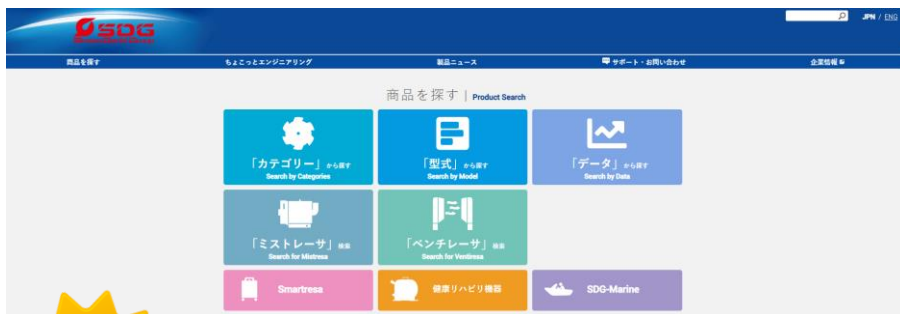 SDG
JPN / ENG
商品を探す
ちょこっとエンジニアリング
製品ニュース
サポート・お問い合わせ
企業情報
商品を探す | Product Search
「カテゴリー」から探す
Search by Categories
「型式」から探す
Search by Model
「データ」から探す
Search by Data
「ミストレーサ」検索
Search for Mistresa
「ベンチレーサ」検索
Search for Ventiresa
Smartresa
健康リハビリ機器
SDG-Marine